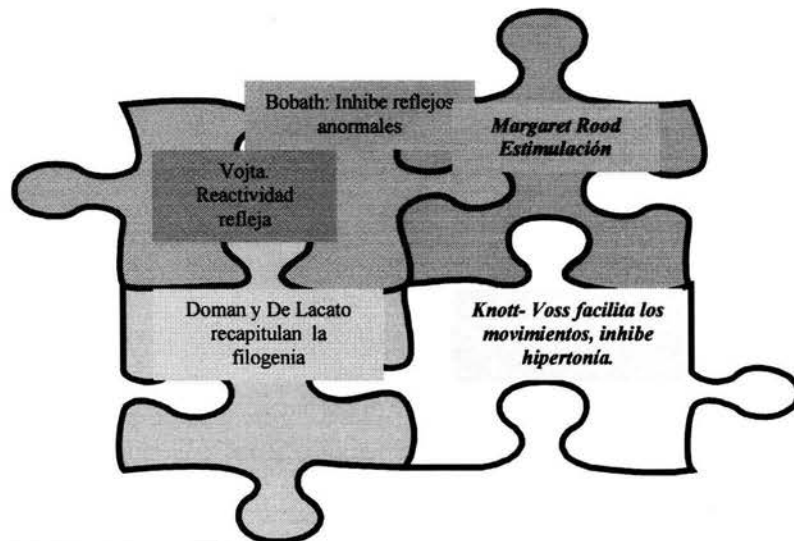 Bobath: Inhibe reflejos
anormales
Margaret Rood
Estimulación
Vojta.
Reactividad
refleja
Doman y De Lacato
recapitulan la
filogenia
Knott- Voss facilita los
movimientos, inhibe
hipertonía.